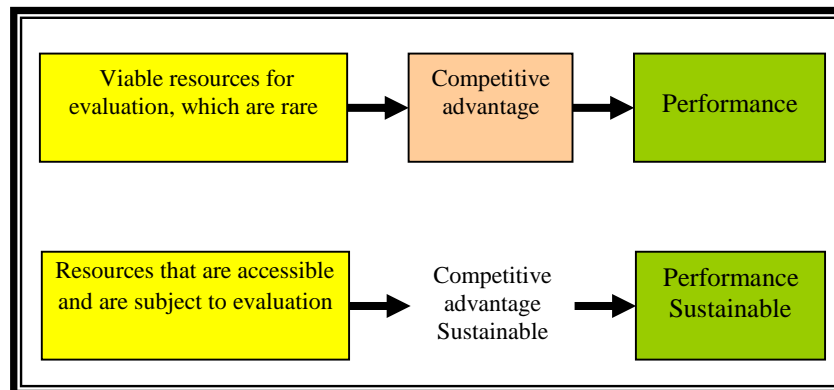 Viable resources for
evaluation, which are rare
Competitive
advantage
Performance
Resources that are accessible
and are subject to evaluation
Competitive
advantage
Sustainable
Performance
Sustainable